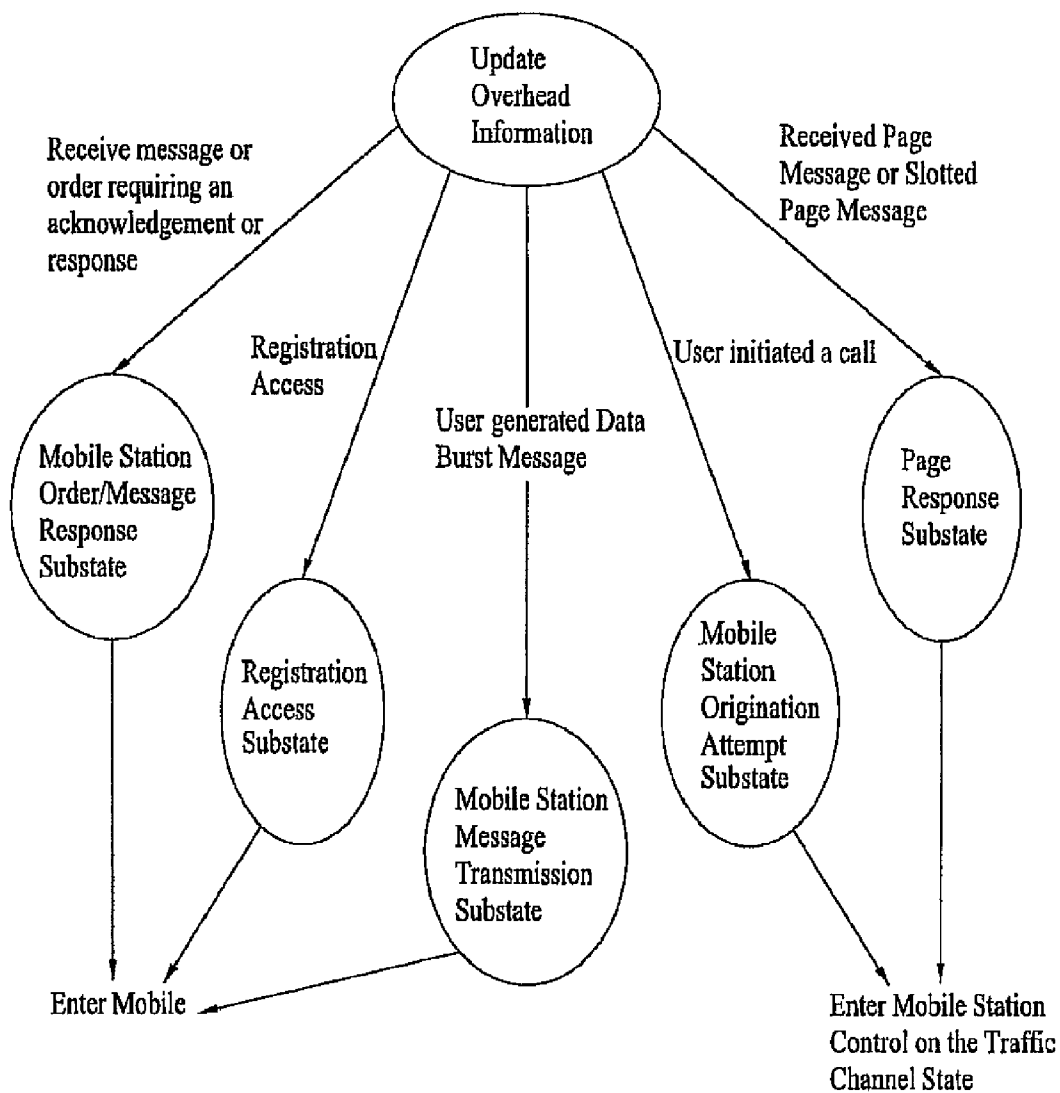 Update
Overhead
Information
Receive message or
order requiring an
acknowledgement or
response
Received Page
Message or Slotted
Page Message
Registration
Access
User generated Data
Burst Message
User initiated a call
Mobile Station
Order/Message
Response
Substate
Page
Response
Substate
Registration
Access
Substate
Mobile
Station
Origination
Attempt
Substate
Mobile Station
Message
Transmission
Substate
Enter Mobile
Enter Mobile Station
Control on the Traffic
Channel State